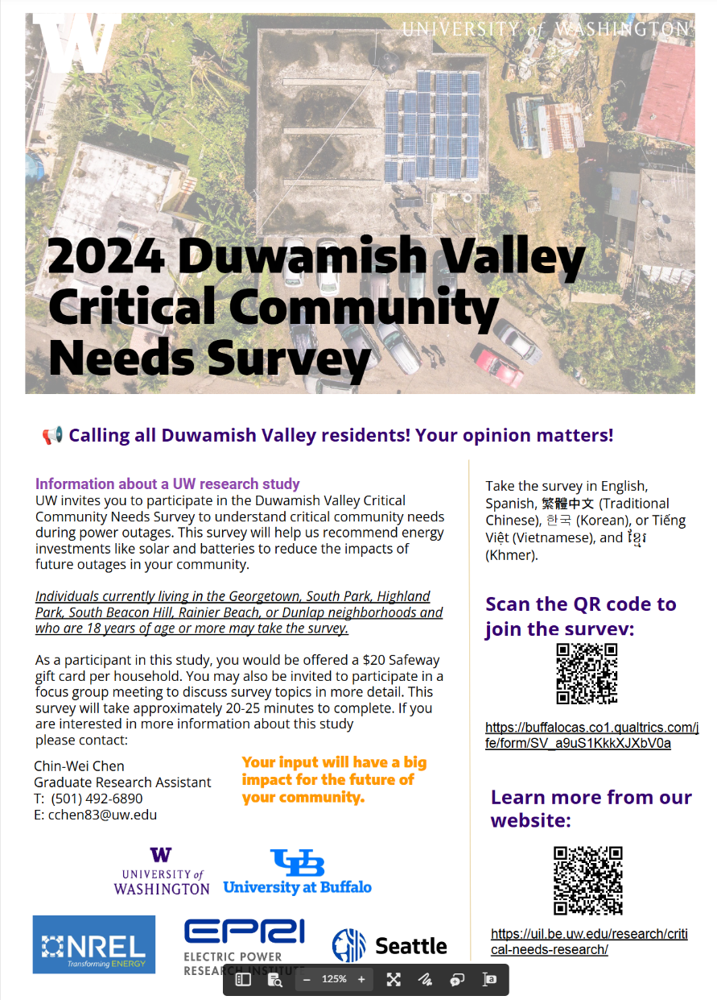 W
UNIVERSITY of WASHINGTON
2024 Duwamish Valley
Critical Community
Needs Survey
Calling all Duwamish Valley residents! Your opinion matters!
Information about a UW research study
UW invites you to participate in the Duwamish Valley Critical
Community Needs Survey to understand critical community needs
during power outages. This survey will help us recommend energy
investments like solar and batteries to reduce the impacts of
future outages in your community.
Individuals currently living in the Georgetown, South Park, Highland
Park, South Beacon Hill, Rainier Beach, or Dunlap neighborhoods and
who are 18 years of age or more may take the survey.
As a participant in this study, you would be offered a $20 Safeway
gift card per household. You may also be invited to participate in a
focus group meeting to discuss survey topics in more detail. This
survey will take approximately 20-25 minutes to complete. If you
are interested in more information about this study
please contact:
Chin-Wei Chen
Graduate Research Assistant
T: (501) 492-6890
E: cchen83@uw.edu
Your input will have a big
impact for the future of
your community.
W
UNIVERSITY of
WASHINGTON
UB
University at Buffalo
NREL
Transforming ENERGY
EPRI
ELECTRIC POWER
RESEARCH INSTITUTE
Seattle
Take the survey in English,
Spanish, 繁體中文 (Traditional
Chinese), 한국 (Korean), or Tiếng
Việt (Vietnamese), and ខ្មែរ
(Khmer).
Scan the QR code to
join the survey:
https://buffalocas.co1.qualtrics.com/j
fe/form/SV_a9uS1KkkXJXbV0a
Learn more from our
website:
https://uil.be.uw.edu/research/criti
cal-needs-research/
125%